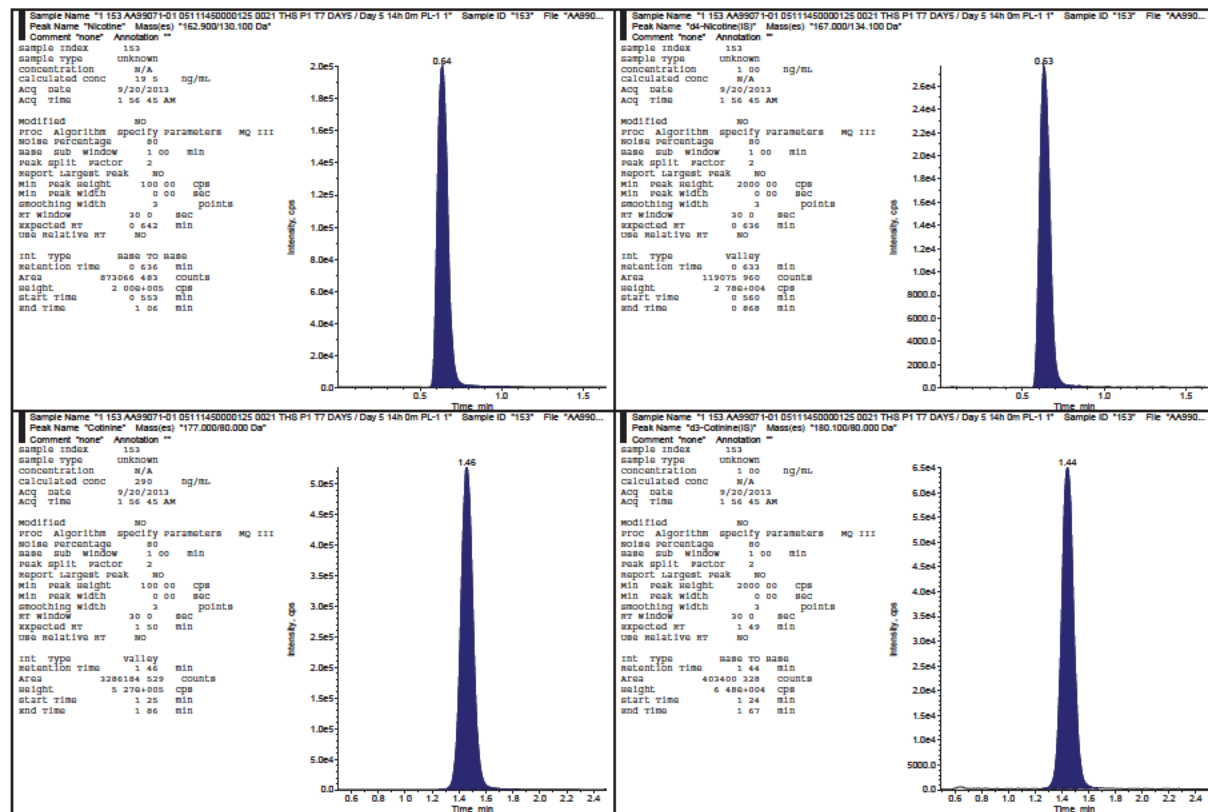 Sample Name "1 153 AA99071-01 05111450000125 0021 THS P1 T7 DAY5 / Day 5 14h 0m PL-1 1" Sample ID "153" File "AA990...
Peak Name "Nicotine" Mass(es) "162.900/130.100 Da"
Comment "none" Annotation ""
Sample Index 153
Sample Type Unknown
Concentration N/A
Calculated Conc 19 5 ng/mL
Acq Date 9/20/2013
Acq Time 1 56 45 AM
Modified NO
Proc Algorithm Specify Parameters MQ III
Noise Percentage 80
Base Sub Window 1 00 min
Peak Split Factor 2
Report Largest Peak NO
Min Peak Height 100 00 cps
Min Peak Width 0 00 sec
Smoothing Width 3 points
RT Window 30 0 sec
Expected RT 0 642 min
Use Relative RT NO
Int Type Base To Base
Retention Time 0 636 min
Area 873066 483 counts
Height 2 00e+005 cps
Start Time 0 553 min
End Time 1 06 min
0.64
2.0e5
1.8e5
1.6e5
1.4e5
1.2e5
1.0e5
8.0e4
6.0e4
4.0e4
2.0e4
0.0
Intensity, cps
0.5 1.0 1.5
Time, min
Sample Name "1 153 AA99071-01 05111450000125 0021 THS P1 T7 DAY5 / Day 5 14h 0m PL-1 1" Sample ID "153" File "AA990...
Peak Name "d4-Nicotine(IS)" Mass(es) "167.000/134.100 Da"
Comment "none" Annotation ""
Sample Index 153
Sample Type Unknown
Concentration 1 00 ng/mL
Calculated Conc N/A
Acq Date 9/20/2013
Acq Time 1 56 45 AM
Modified NO
Proc Algorithm Specify Parameters MQ III
Noise Percentage 80
Base Sub Window 1 00 min
Peak Split Factor 2
Report Largest Peak NO
Min Peak Height 2000 00 cps
Min Peak Width 0 00 sec
Smoothing Width 3 points
RT Window 30 0 sec
Expected RT 0 636 min
Use Relative RT NO
Int Type Valley
Retention Time 0 633 min
Area 119075 960 counts
Height 2 78e+004 cps
Start Time 0 560 min
End Time 0 868 min
0.63
2.6e4
2.4e4
2.2e4
2.0e4
1.8e4
1.6e4
1.4e4
1.2e4
1.0e4
8000.0
6000.0
4000.0
2000.0
0.0
Intensity, cps
0.5 1.0 1.5
Time, min
Sample Name "1 153 AA99071-01 05111450000125 0021 THS P1 T7 DAY5 / Day 5 14h 0m PL-1 1" Sample ID "153" File "AA990...
Peak Name "Cotinine" Mass(es) "177.000/80.000 Da"
Comment "none" Annotation ""
Sample Index 153
Sample Type Unknown
Concentration N/A
Calculated Conc 290 ng/mL
Acq Date 9/20/2013
Acq Time 1 56 45 AM
Modified NO
Proc Algorithm Specify Parameters MQ III
Noise Percentage 80
Base Sub Window 1 00 min
Peak Split Factor 2
Report Largest Peak NO
Min Peak Height 100 00 cps
Min Peak Width 0 00 sec
Smoothing Width 3 points
RT Window 30 0 sec
Expected RT 1 50 min
Use Relative RT NO
Int Type Valley
Retention Time 1 46 min
Area 3286184 529 counts
Height 5 27e+005 cps
Start Time 1 25 min
End Time 1 86 min
1.46
5.0e5
4.5e5
4.0e5
3.5e5
3.0e5
2.5e5
2.0e5
1.5e5
1.0e5
5.0e4
0.0
Intensity, cps
0.6 0.8 1.0 1.2 1.4 1.6 1.8 2.0 2.2 2.4
Time, min
Sample Name "1 153 AA99071-01 05111450000125 0021 THS P1 T7 DAY5 / Day 5 14h 0m PL-1 1" Sample ID "153" File "AA990...
Peak Name "d3-Cotinine(IS)" Mass(es) "180.100/80.000 Da"
Comment "none" Annotation ""
Sample Index 153
Sample Type Unknown
Concentration 1 00 ng/mL
Calculated Conc N/A
Acq Date 9/20/2013
Acq Time 1 56 45 AM
Modified NO
Proc Algorithm Specify Parameters MQ III
Noise Percentage 80
Base Sub Window 1 00 min
Peak Split Factor 2
Report Largest Peak NO
Min Peak Height 2000 00 cps
Min Peak Width 0 00 sec
Smoothing Width 3 points
RT Window 30 0 sec
Expected RT 1 49 min
Use Relative RT NO
Int Type Base To Base
Retention Time 1 44 min
Area 403400 328 counts
Height 6 48e+004 cps
Start Time 1 24 min
End Time 1 67 min
1.44
6.5e4
6.0e4
5.5e4
5.0e4
4.5e4
4.0e4
3.5e4
3.0e4
2.5e4
2.0e4
1.5e4
1.0e4
5000.0
0.0
Intensity, cps
0.6 0.8 1.0 1.2 1.4 1.6 1.8 2.0 2.2 2.4
Time, min